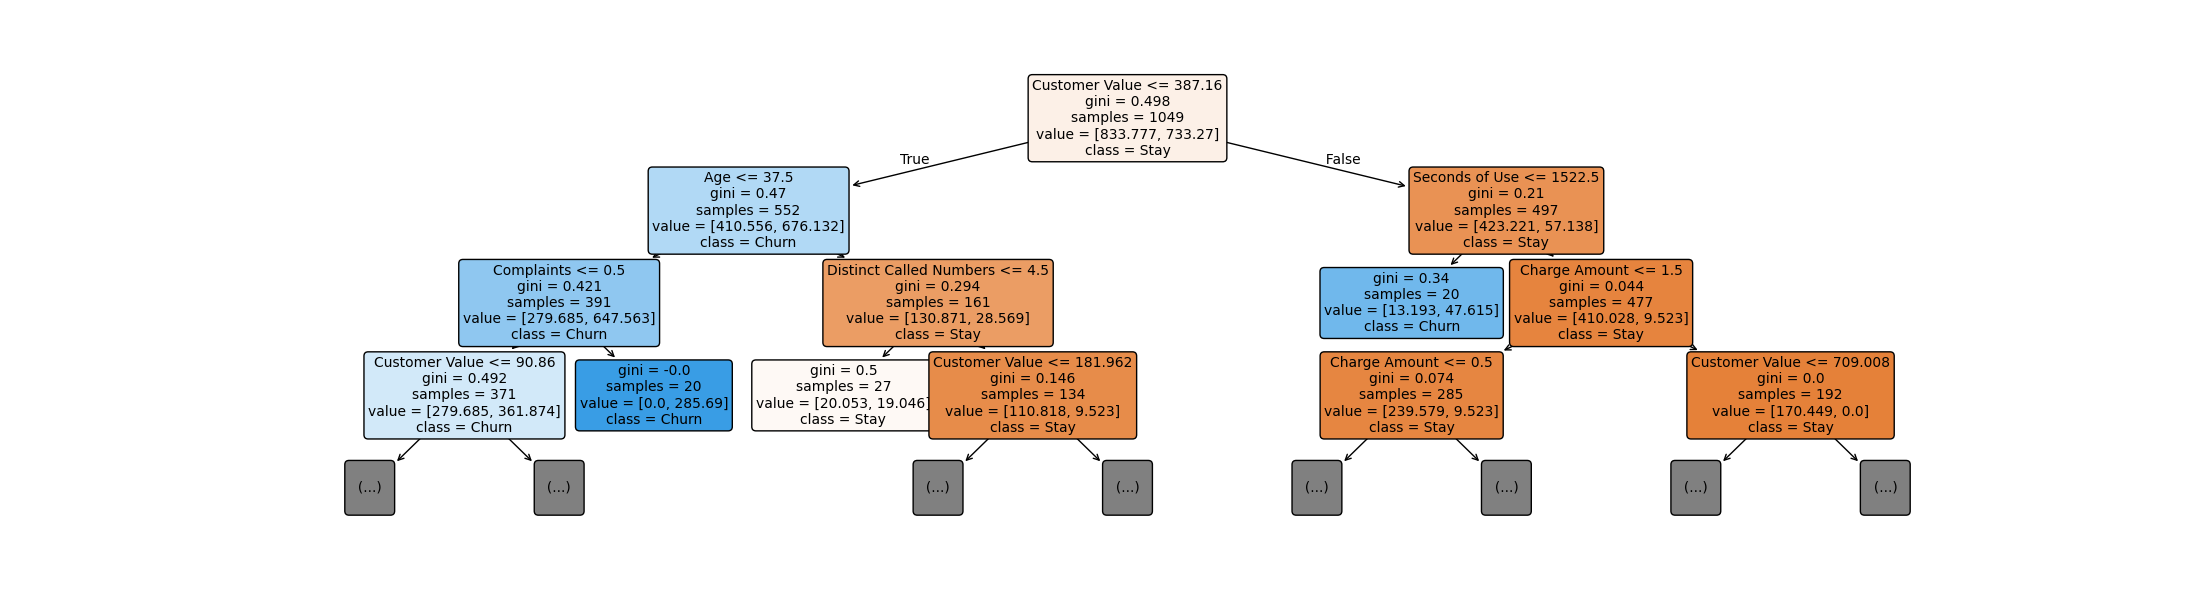 Customer Value <= 387.16
gini = 0.498
samples = 1049
value = [833.777, 733.27]
class = Stay
True
False
Age <= 37.5
gini = 0.47
samples = 552
value = [410.556, 676.132]
class = Churn
Seconds of Use <= 1522.5
gini = 0.21
samples = 497
value = [423.221, 57.138]
class = Stay
Complaints <= 0.5
gini = 0.421
samples = 391
value = [279.685, 647.563]
class = Churn
Distinct Called Numbers <= 4.5
gini = 0.294
samples = 161
value = [130.871, 28.569]
class = Stay
gini = 0.34
samples = 20
value = [13.193, 47.615]
class = Churn
Charge Amount <= 1.5
gini = 0.044
samples = 477
value = [410.028, 9.523]
class = Stay
Customer Value <= 90.86
gini = 0.492
samples = 371
value = [279.685, 361.874]
class = Churn
gini = -0.0
samples = 20
value = [0.0, 285.69]
class = Churn
gini = 0.5
samples = 27
value = [20.053, 19.046]
class = Stay
Customer Value <= 181.962
gini = 0.146
samples = 134
value = [110.818, 9.523]
class = Stay
Charge Amount <= 0.5
gini = 0.074
samples = 285
value = [239.579, 9.523]
class = Stay
Customer Value <= 709.008
gini = 0.0
samples = 192
value = [170.449, 0.0]
class = Stay
(...)
(...)
(...)
(...)
(...)
(...)
(...)
(...)